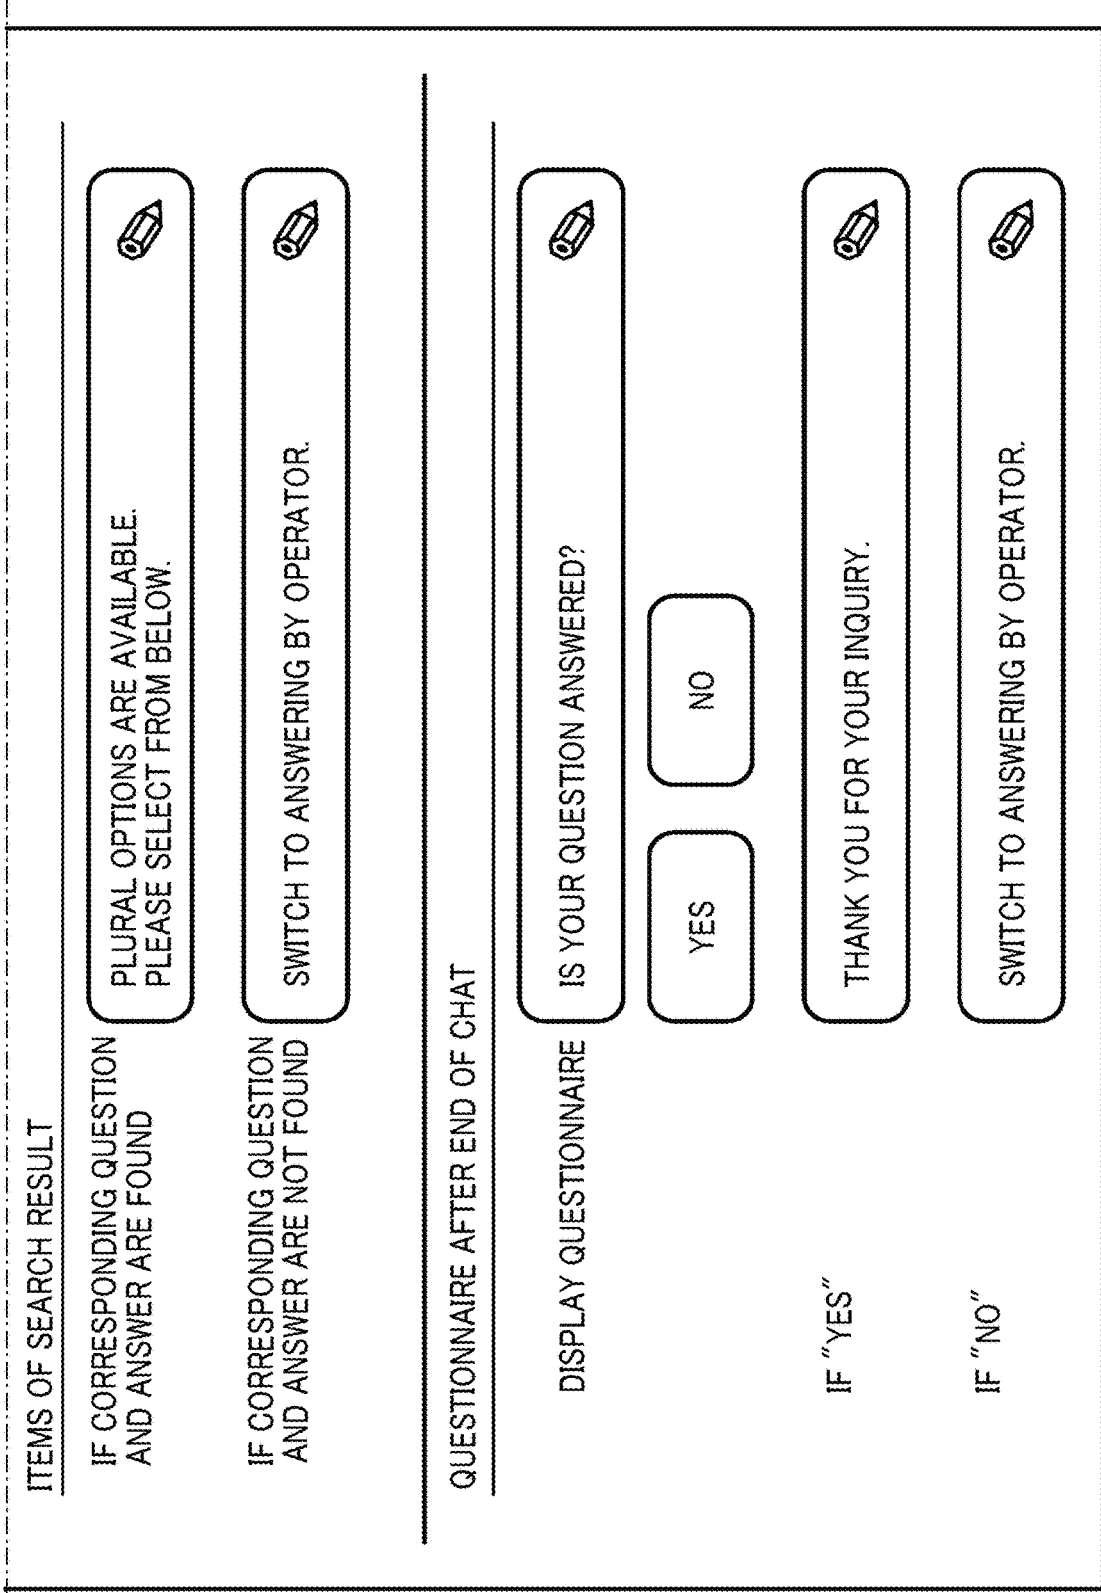 ITEMS OF SEARCH RESULT
IF CORRESPONDING QUESTION
AND ANSWER ARE FOUND
PLURAL OPTIONS ARE AVAILABLE.
PLEASE SELECT FROM BELOW.
IF CORRESPONDING QUESTION
AND ANSWER ARE NOT FOUND
SWITCH TO ANSWERING BY OPERATOR.
QUESTIONNAIRE AFTER END OF CHAT
DISPLAY QUESTIONNAIRE
IS YOUR QUESTION ANSWERED?
YES
NO
IF "YES"
THANK YOU FOR YOUR INQUIRY.
IF "NO"
SWITCH TO ANSWERING BY OPERATOR.